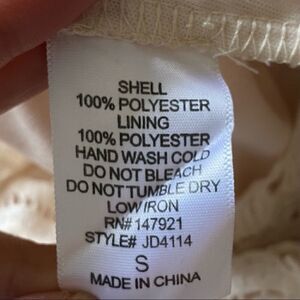 SHELL
100% POLYESTER
LINING
100% POLYESTER
HAND WASH COLD
DO NOT BLEACH
DO NOT TUMBLE DRY
LOW IRON
RN# 147921
STYLE# JD4114
S
MADE IN CHINA